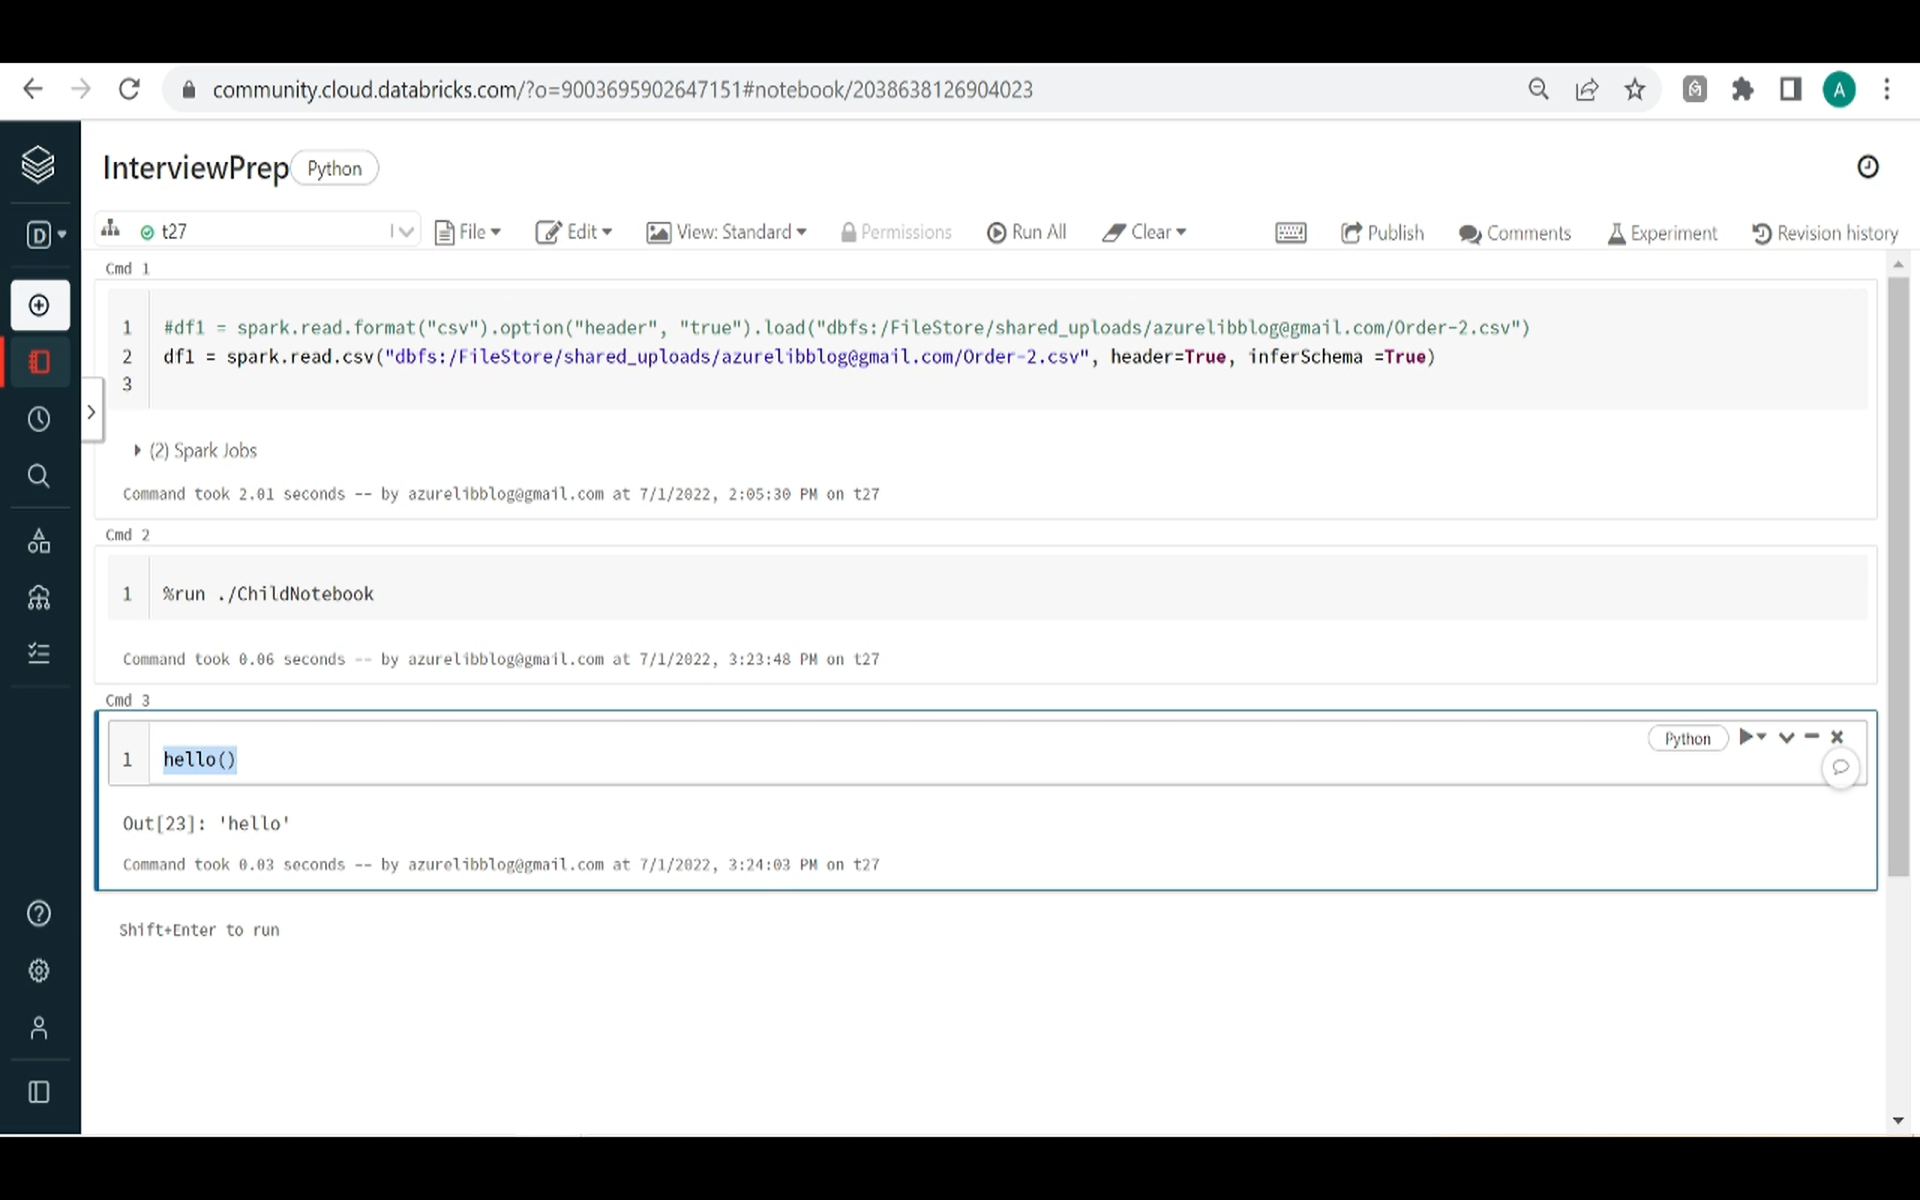 community.cloud.databricks.com/?o=9003695902647151#notebook/2038638126904023
A
InterviewPrep Python
D
t27 File Edit View: Standard Permissions Run All Clear Publish Comments Experiment Revision history
Cmd 1
1 #df1 = spark.read.format("csv").option("header", "true").load("dbfs:/FileStore/shared_uploads/azurelibblog@gmail.com/Order-2.csv")
2 df1 = spark.read.csv("dbfs:/FileStore/shared_uploads/azurelibblog@gmail.com/Order-2.csv", header=True, inferSchema =True)
3
(2) Spark Jobs
Command took 2.01 seconds -- by azurelibblog@gmail.com at 7/1/2022, 2:05:30 PM on t27
Cmd 2
1 %run ./ChildNotebook
Command took 0.06 seconds -- by azurelibblog@gmail.com at 7/1/2022, 3:23:48 PM on t27
Cmd 3
Python
1 hello()
Out[23]: 'hello'
Command took 0.03 seconds -- by azurelibblog@gmail.com at 7/1/2022, 3:24:03 PM on t27
Shift+Enter to run